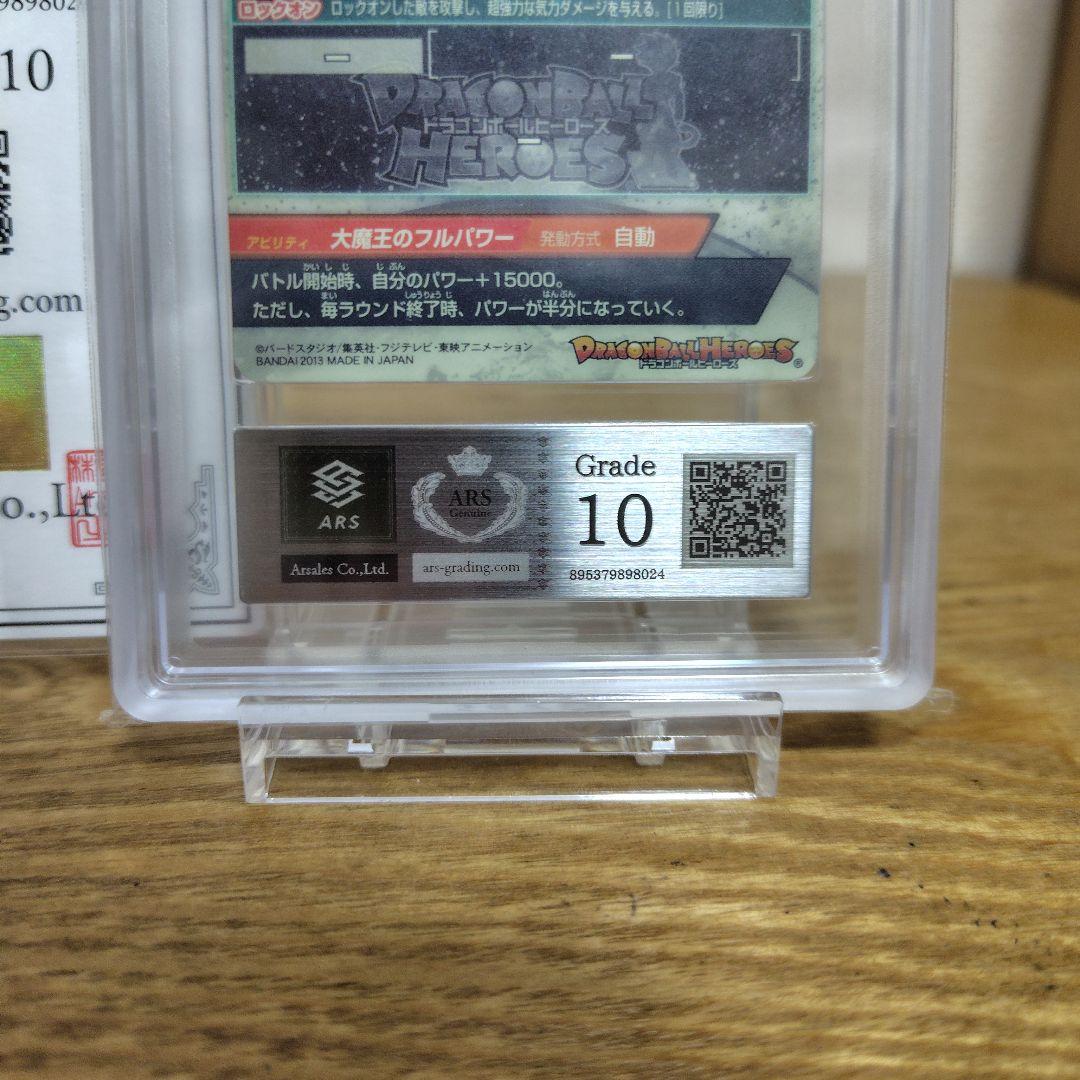 989802
10
g.com
o.,Lt
ロックオン ロックオンした敵を攻撃し、超強力な気力ダメージを与える。[1回限り]
DRAGONBALL
ドラゴンボールヒーローズ
HEROES
アビリティ 大魔王のフルパワー 発動方式 自動
バトル開始時、自分のパワー+15000。
ただし、毎ラウンド終了時、パワーが半分になっていく。
©バードスタジオ/集英社・フジテレビ・東映アニメーション
BANDAI 2013 MADE IN JAPAN
DRAGONBALL HEROES
ドラゴンボールヒーローズ
ARS
Arsales Co.,Ltd.
ARS
Genuine
ars-grading.com
Grade
10
895379898024